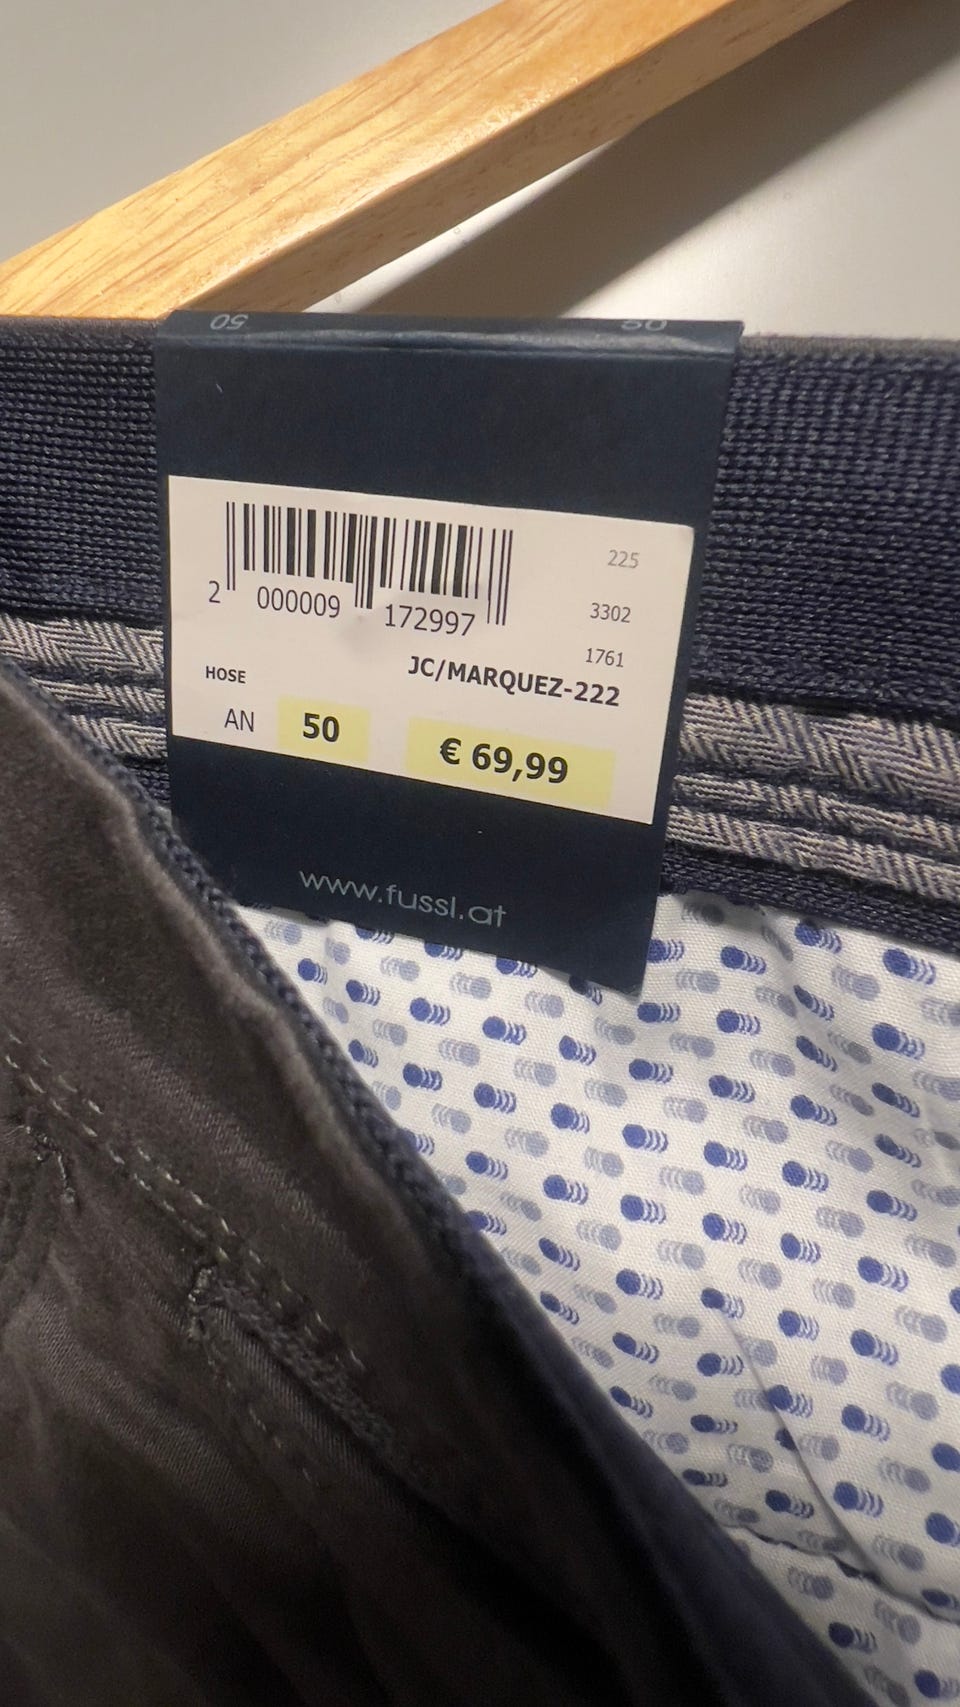 50
50
225
2 000009 172997
3302
1761
JC/MARQUEZ-222
HOSE
AN 50 € 69,99
www.fussl.at